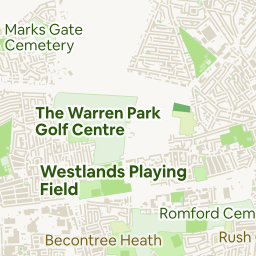 Marks Gate
Cemetery
The Warren Park
Golf Centre
Westlands Playing
Field
Romford Cem
Rush
Becontree Heath